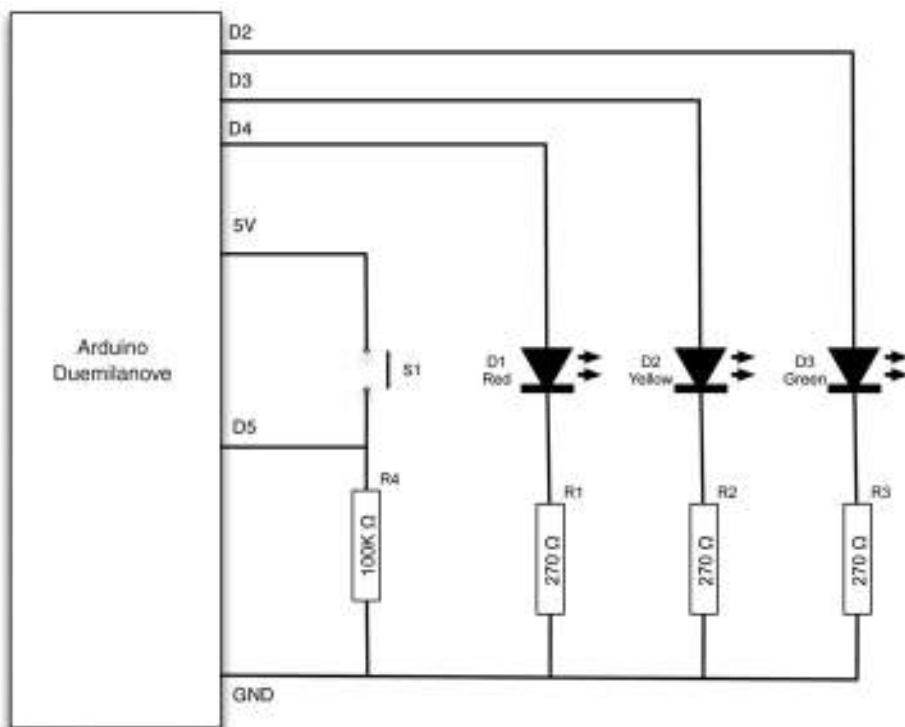 D2
D3
D4
5V
Arduino
Duemilanove
S1
D1
Red
D2
Yellow
D3
Green
D5
R4
100K Ω
R1
270 Ω
R2
270 Ω
R3
270 Ω
GND